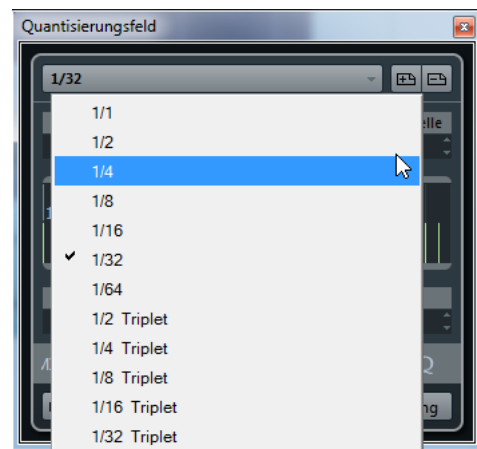 Quantisierungsfeld
1/32
1/1
1/2
1/4
1/8
1/16
1/32
1/64
1/2 Triplet
1/4 Triplet
1/8 Triplet
1/16 Triplet
1/32 Triplet